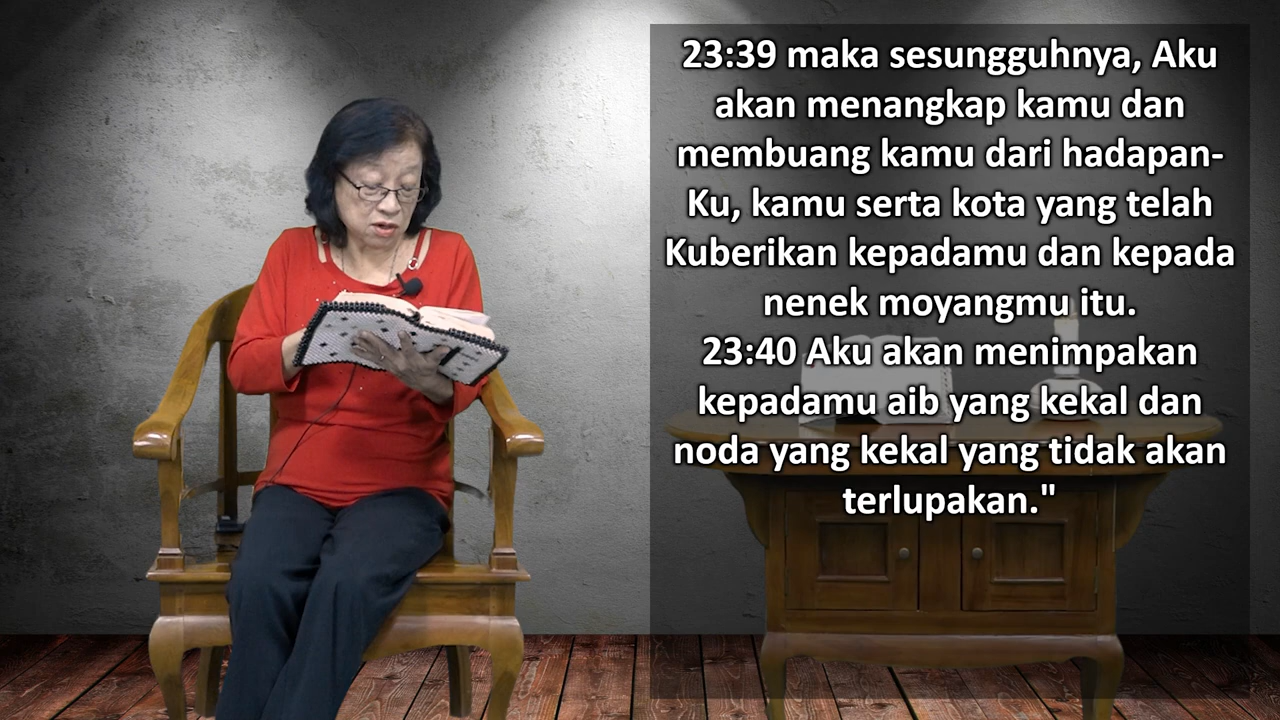 23:39 maka sesungguhnya, Aku
akan menangkap kamu dan
membuang kamu dari hadapan-
Ku, kamu serta kota yang telah
Kuberikan kepadamu dan kepada
nenek moyangmu itu.
23:40 Aku akan menimpakan
kepadamu aib yang kekal dan
noda yang kekal yang tidak akan
terlupakan."